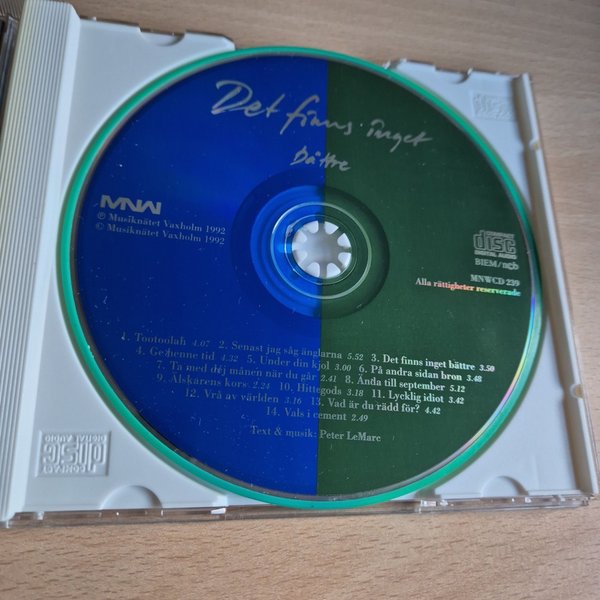 Det finns inget
bättre
MNW
℗ Musiknätet Vaxholm 1992
© Musiknätet Vaxholm 1992
COMPACT
disc
DIGITAL AUDIO
BIEM/ncb
MNWCD 239
Alla rättigheter reserverade
1. Tootoolah 4.07 2. Senast jag såg änglarna 5.52 3. Det finns inget bättre 3.50
4. Ge henne tid 4.32 5. Under din kjol 3.00 6. På andra sidan bron 3.48
7. Ta med dej månen när du går 2.41 8. Ända till september 5.12
9. Älskarens kors 2.24 10. Hittegods 3.18 11. Lycklig idiot 3.42
12. Vrå av världen 3.16 13. Vad är du rädd för? 4.42
14. Vals i cement 2.49
Text & musik: Peter LeMarc
COMPACT
disc
DIGITAL AUDIO